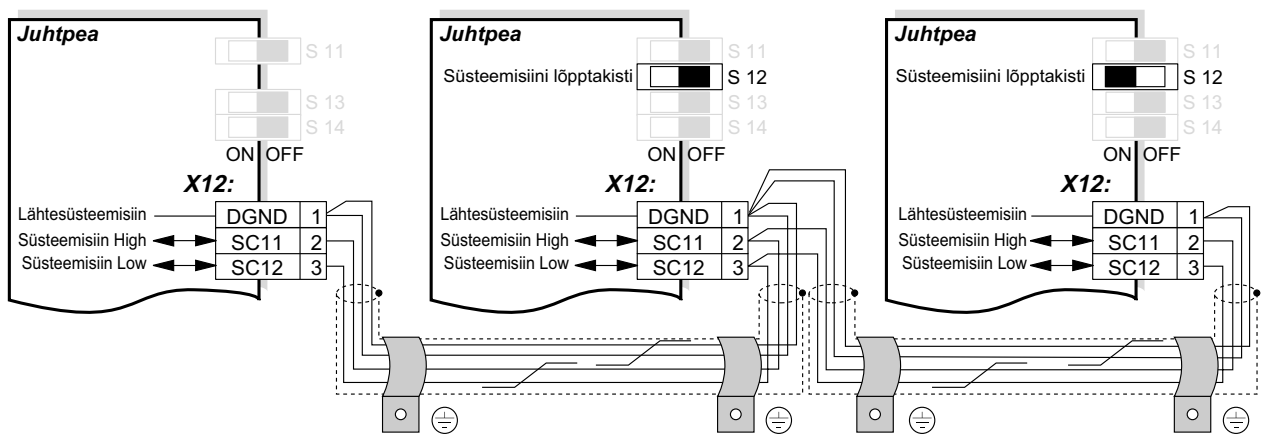 Juhtpea
S 11
S 13
S 14
ON OFF
X12:
Lähtesüsteemisiin DGND 1
Süsteemisiin High SC11 2
Süsteemisiin Low SC12 3
Juhtpea
S 11
Süsteemisiini lõpptakisti S 12
S 13
S 14
ON OFF
X12:
Lähtesüsteemisiin DGND 1
Süsteemisiin High SC11 2
Süsteemisiin Low SC12 3
Juhtpea
S 11
Süsteemisiini lõpptakisti S 12
S 13
S 14
ON OFF
X12:
Lähtesüsteemisiin DGND 1
Süsteemisiin High SC11 2
Süsteemisiin Low SC12 3